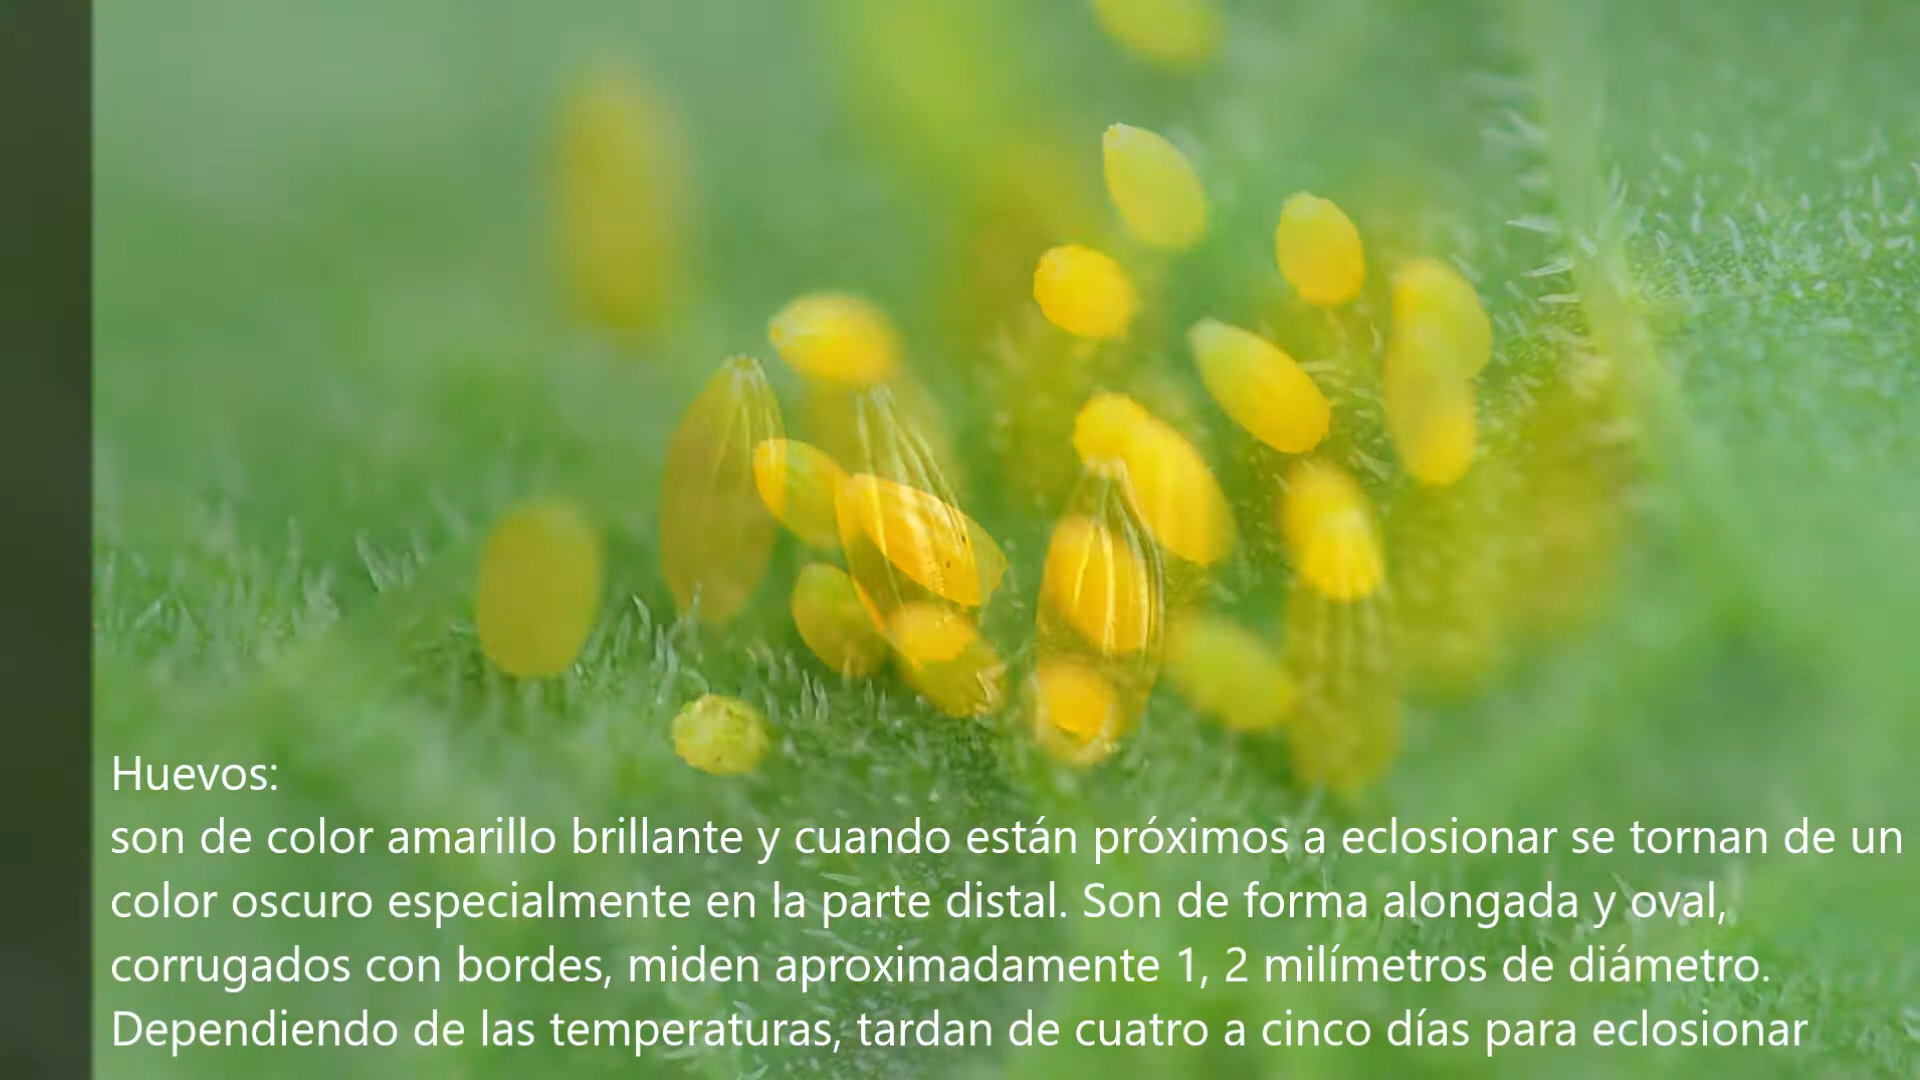 Huevos:
son de color amarillo brillante y cuando están próximos a eclosionar se tornan de un
color oscuro especialmente en la parte distal. Son de forma alongada y oval,
corrugados con bordes, miden aproximadamente 1, 2 milímetros de diámetro.
Dependiendo de las temperaturas, tardan de cuatro a cinco días para eclosionar